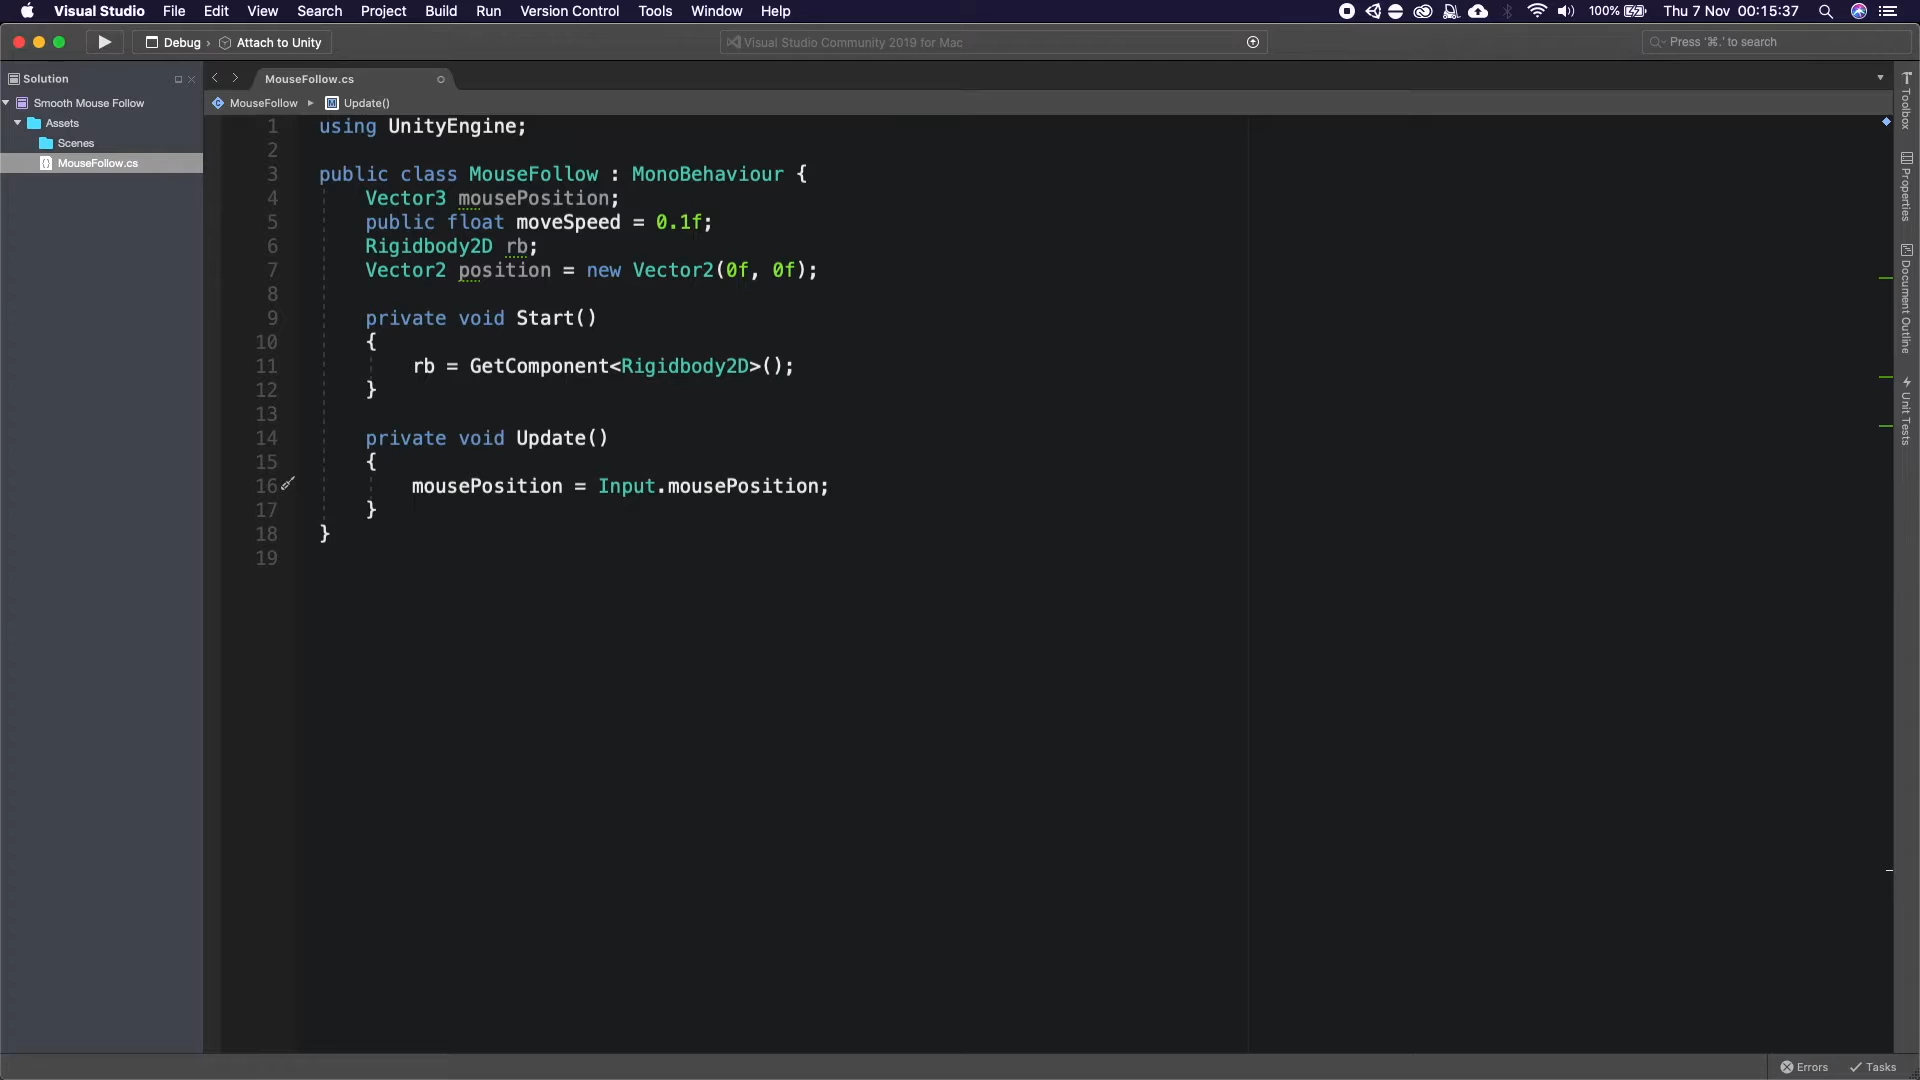 Visual Studio File Edit View Search Project Build Run Version Control Tools Window Help 100% Thu 7 Nov 00:15:37
Debug › Attach to Unity Visual Studio Community 2019 for Mac Press '⌘.' to search
Solution MouseFollow.cs
Smooth Mouse Follow MouseFollow Update()
Assets
Scenes
MouseFollow.cs
1 using UnityEngine;
2
3 public class MouseFollow : MonoBehaviour {
4 Vector3 mousePosition;
5 public float moveSpeed = 0.1f;
6 Rigidbody2D rb;
7 Vector2 position = new Vector2(0f, 0f);
8
9 private void Start()
10 {
11 rb = GetComponent<Rigidbody2D>();
12 }
13
14 private void Update()
15 {
16 mousePosition = Input.mousePosition;
17 }
18 }
19
Toolbox
Properties
Document Outline
Unit Tests
Errors Tasks